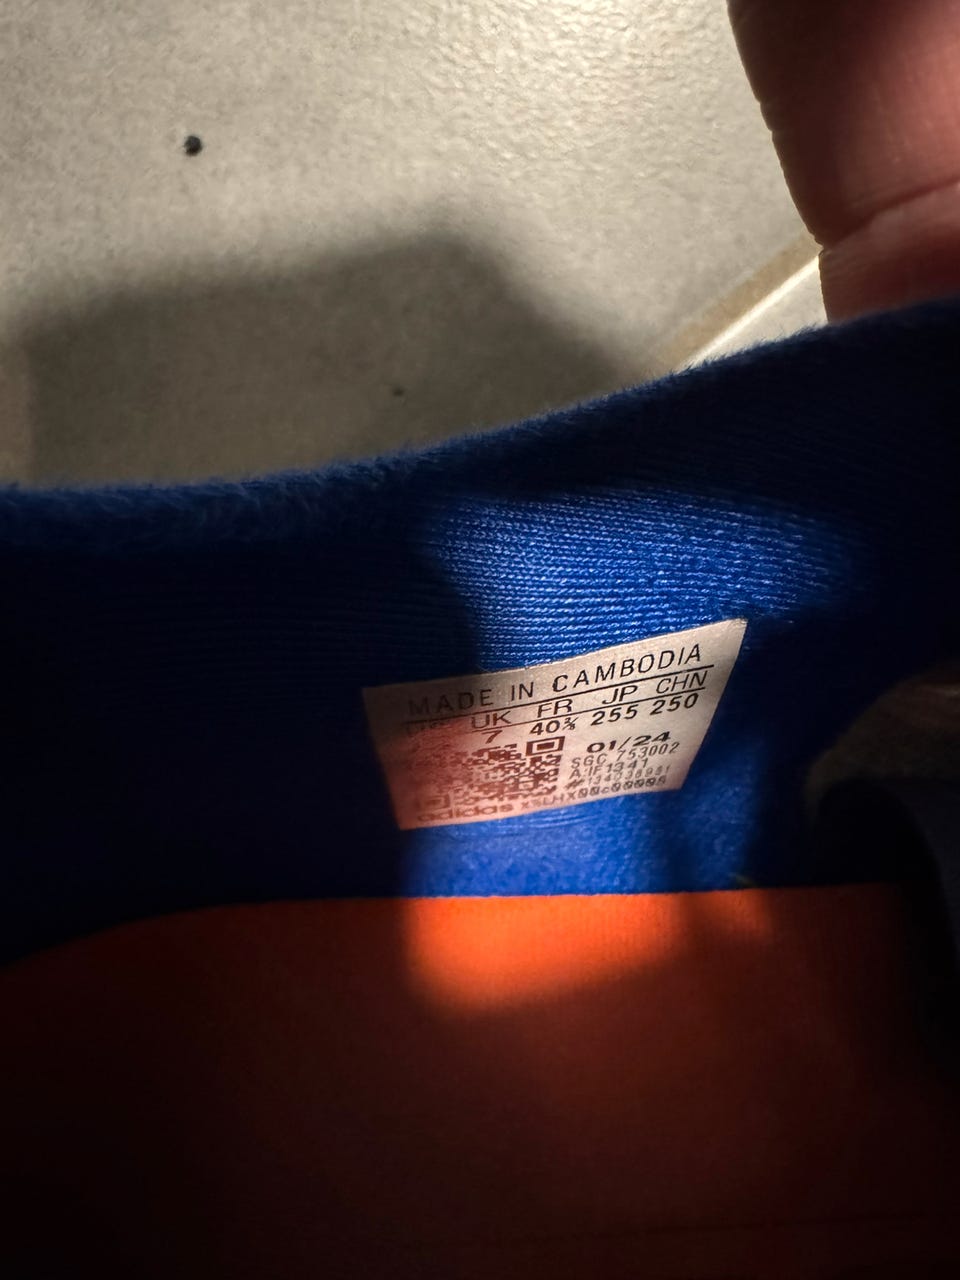 MADE IN CAMBODIA
UK FR JP CHN
7 40⅔ 255 250
01/24
SGC 753002
adidas